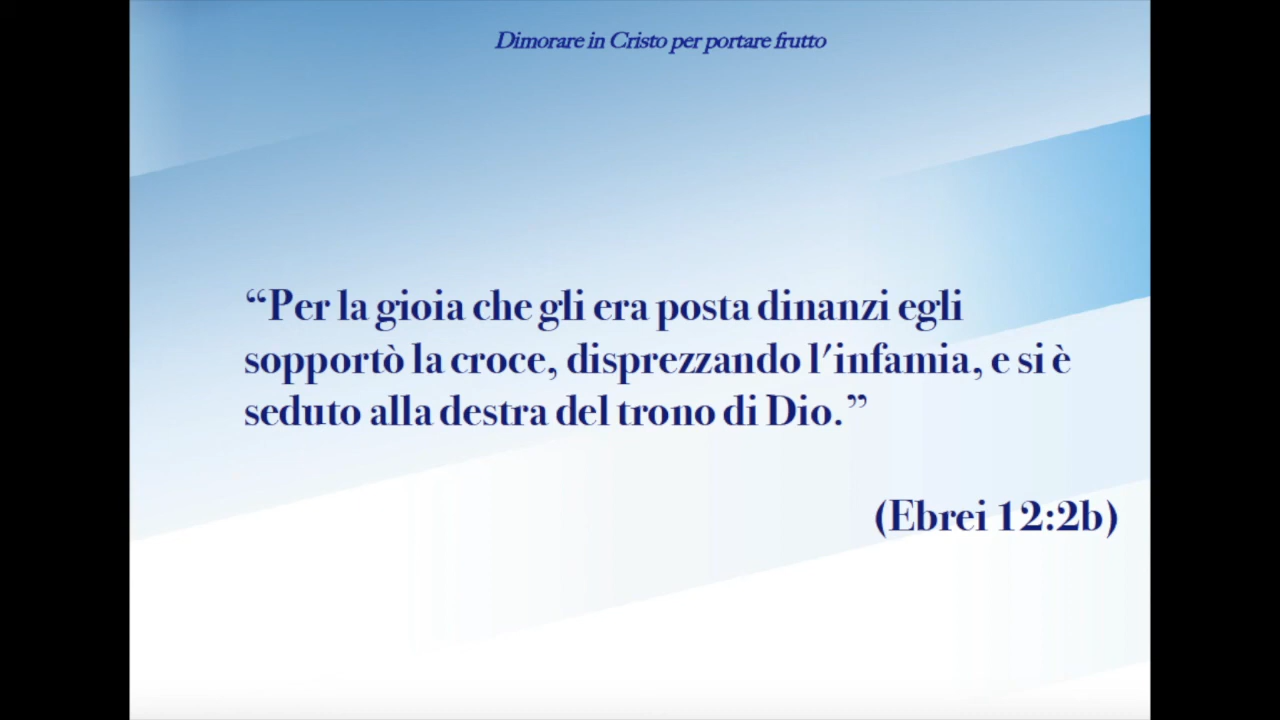 Dimorare in Cristo per portare frutto
“Per la gioia che gli era posta dinanzi egli
sopportò la croce, disprezzando l'infamia, e si è
seduto alla destra del trono di Dio.”
(Ebrei 12:2b)